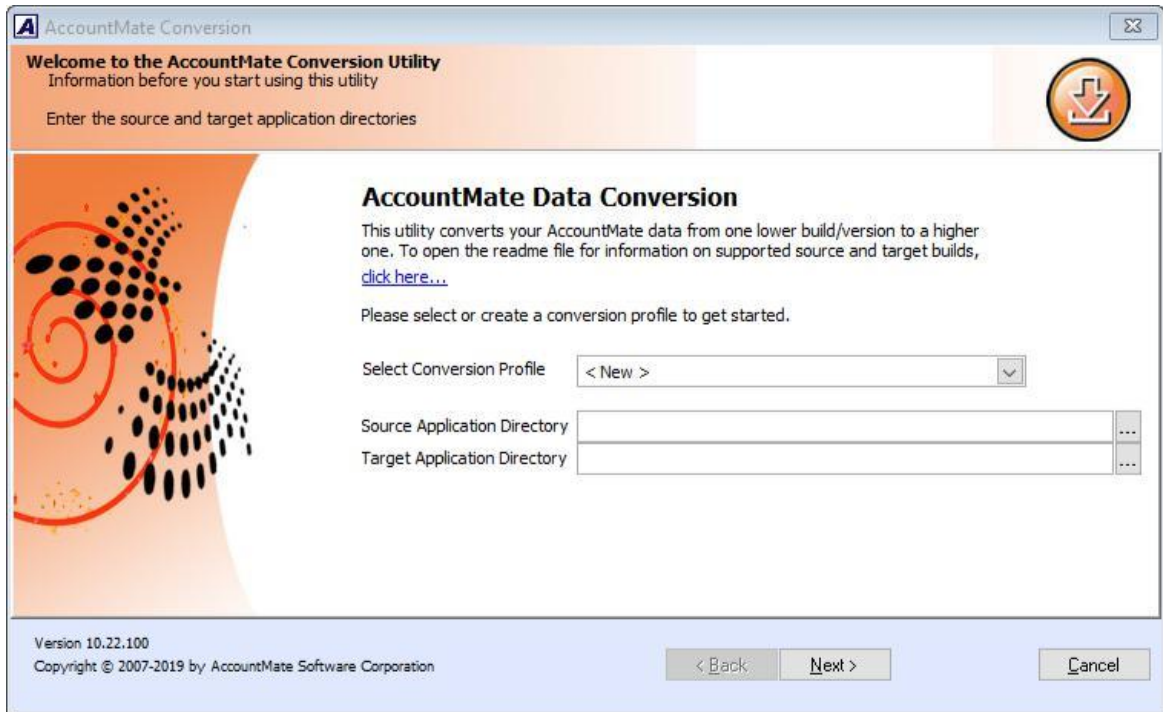 AccountMate Conversion
Welcome to the AccountMate Conversion Utility
Information before you start using this utility
Enter the source and target application directories
AccountMate Data Conversion
This utility converts your AccountMate data from one lower build/version to a higher
one. To open the readme file for information on supported source and target builds,
click here...
Please select or create a conversion profile to get started.
Select Conversion Profile < New >
Source Application Directory ...
Target Application Directory ...
Version 10.22.100
Copyright © 2007-2019 by AccountMate Software Corporation
< Back Next > Cancel